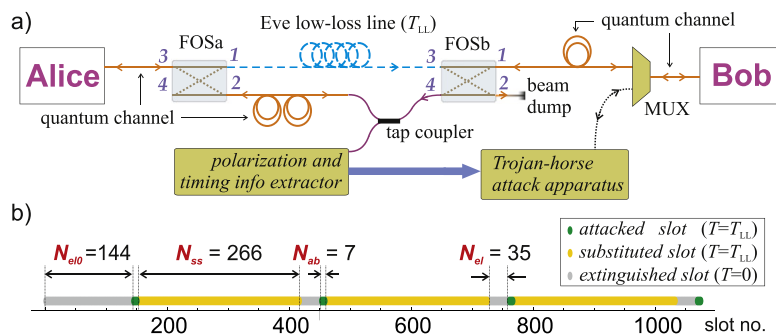 a)
Eve low-loss line (T_LL)
FOSa
FOSb
quantum channel
3 1
3 1
Alice
Bob
4 2
4 2
MUX
quantum channel
beam dump
tap coupler
polarization and timing info extractor
Trojan-horse attack apparatus
b)
N_el0 =144
N_ss = 266
N_ab = 7
N_el = 35
attacked slot (T=T_LL)
substituted slot (T=T_LL)
extinguished slot (T=0)
200 400 600 800 1000 slot no.